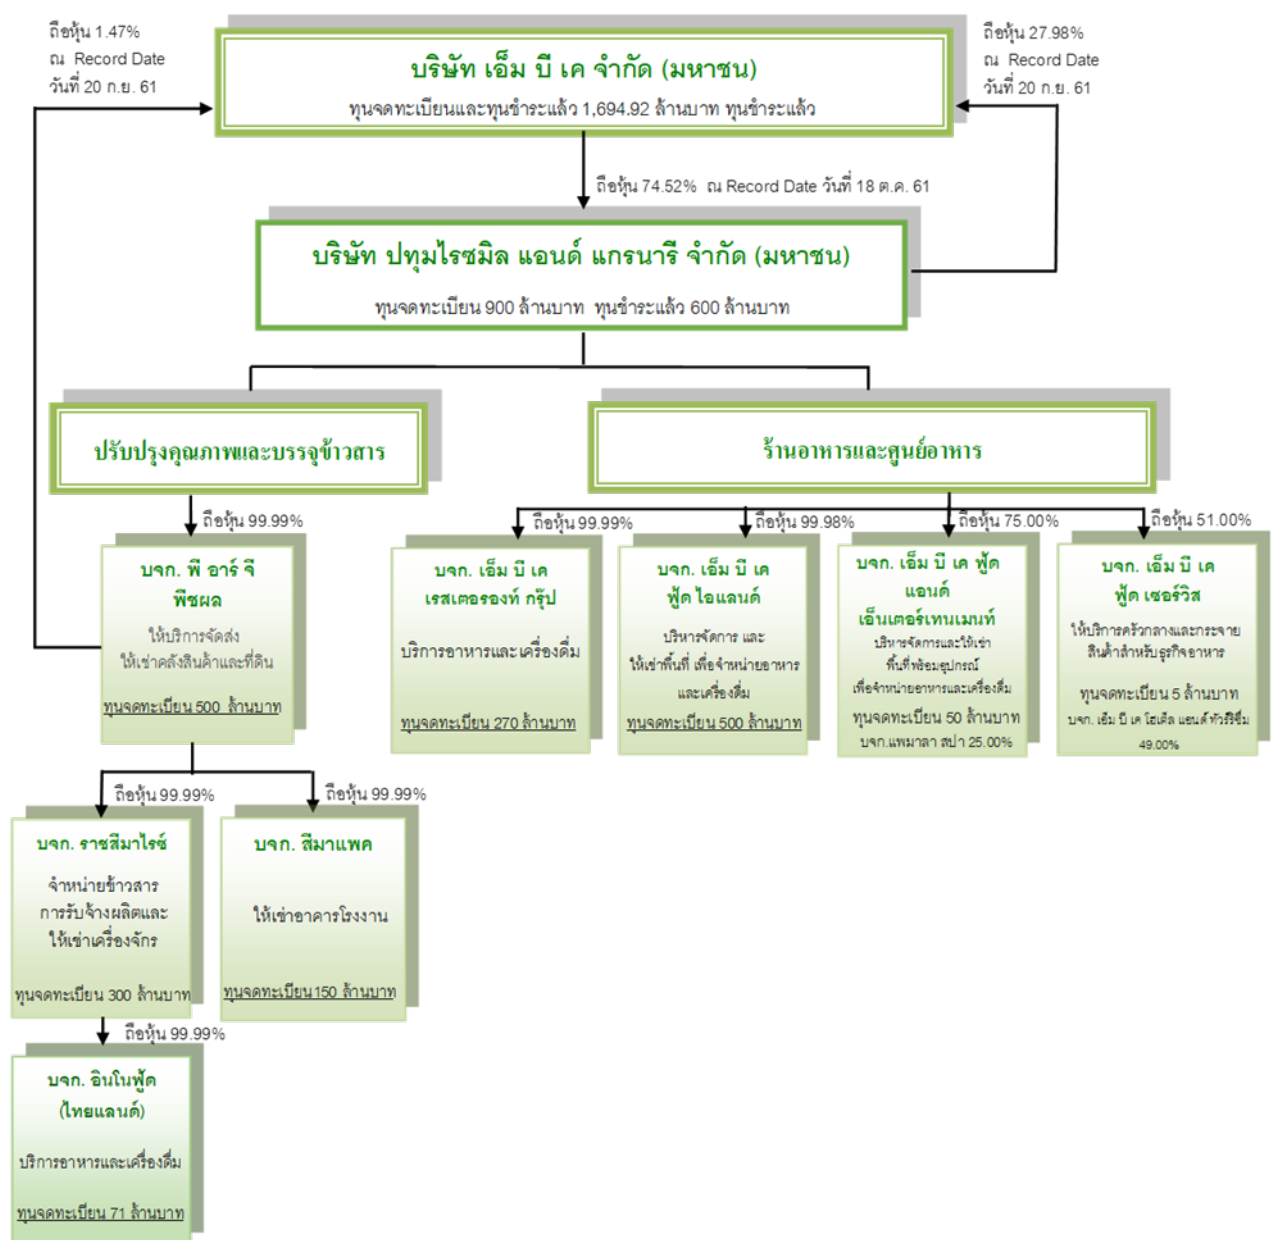 ถือหุ้น 1.47%
ณ Record Date
วันที่ 20 ก.ย. 61
บริษัท เอ็ม บี เค จำกัด (มหาชน)
ทุนจดทะเบียนและทุนชำระแล้ว 1,694.92 ล้านบาท ทุนชำระแล้ว
ถือหุ้น 27.98%
ณ Record Date
วันที่ 20 ก.ย. 61
ถือหุ้น 74.52% ณ Record Date วันที่ 18 ต.ค. 61
บริษัท ปทุมไรซมิล แอนด์ แกรนารี จำกัด (มหาชน)
ทุนจดทะเบียน 900 ล้านบาท ทุนชำระแล้ว 600 ล้านบาท
ปรับปรุงคุณภาพและบรรจุข้าวสาร
ร้านอาหารและศูนย์อาหาร
ถือหุ้น 99.99%
บจก. พี อาร์ จี
พืชผล
ให้บริการจัดส่ง
ให้เช่าคลังสินค้าและที่ดิน
ทุนจดทะเบียน 500 ล้านบาท
ถือหุ้น 99.99%
บจก. เอ็ม บี เค
เรสเตอรองท์ กรุ๊ป
บริการอาหารและเครื่องดื่ม
ทุนจดทะเบียน 270 ล้านบาท
ถือหุ้น 99.98%
บจก. เอ็ม บี เค
ฟู้ด ไอแลนด์
บริหารจัดการ และ
ให้เช่าพื้นที่ เพื่อจำหน่ายอาหาร
และเครื่องดื่ม
ทุนจดทะเบียน 500 ล้านบาท
ถือหุ้น 75.00%
บจก. เอ็ม บี เค ฟู้ด
แอนด์
เอ็นเตอร์เทนเมนท์
บริหารจัดการและให้เช่า
พื้นที่พร้อมอุปกรณ์
เพื่อจำหน่ายอาหารและเครื่องดื่ม
ทุนจดทะเบียน 50 ล้านบาท
บจก.แพมาลา สปา 25.00%
ถือหุ้น 51.00%
บจก. เอ็ม บี เค
ฟู้ด เซอร์วิส
ให้บริการครัวกลางและกระจาย
สินค้าสำหรับธุรกิจอาหาร
ทุนจดทะเบียน 5 ล้านบาท
บจก. เอ็ม บี เค โฮเต็ล แอนด์ ทัวร์ริซึ่ม
49.00%
ถือหุ้น 99.99%
บจก. ราชสีมาไรซ์
จำหน่ายข้าวสาร
การรับจ้างผลิตและ
ให้เช่าเครื่องจักร
ทุนจดทะเบียน 300 ล้านบาท
ถือหุ้น 99.99%
บจก. สีมาแพค
ให้เช่าอาคารโรงงาน
ทุนจดทะเบียน 150 ล้านบาท
ถือหุ้น 99.99%
บจก. อินโนฟู้ด
(ไทยแลนด์)
บริการอาหารและเครื่องดื่ม
ทุนจดทะเบียน 71 ล้านบาท